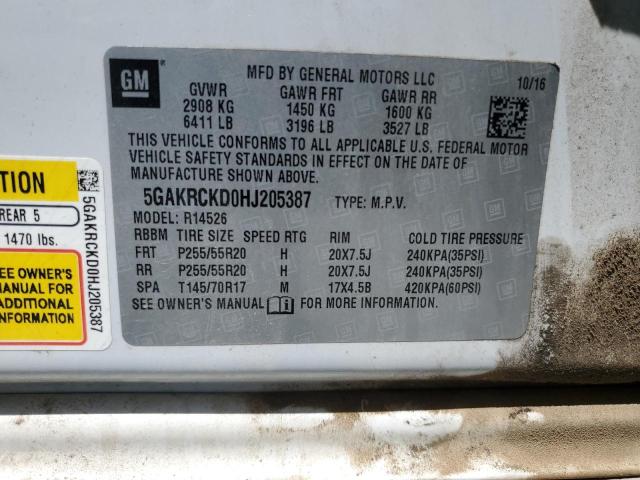 GM
MFD BY GENERAL MOTORS LLC
10/16
GVWR GAWR FRT GAWR RR
2908 KG 1450 KG 1600 KG
6411 LB 3196 LB 3527 LB
THIS VEHICLE CONFORMS TO ALL APPLICABLE U.S. FEDERAL MOTOR
VEHICLE SAFETY STANDARDS IN EFFECT ON THE DATE OF
MANUFACTURE SHOWN ABOVE.
5GAKRCKD0HJ205387 TYPE: M.P.V.
MODEL: R14526
RBBM TIRE SIZE SPEED RTG RIM COLD TIRE PRESSURE
FRT P255/55R20 H 20X7.5J 240KPA(35PSI)
RR P255/55R20 H 20X7.5J 240KPA(35PSI)
SPA T145/70R17 M 17X4.5B 420KPA(60PSI)
SEE OWNER'S MANUAL FOR MORE INFORMATION.
REAR 5
1470 lbs.
SEE OWNER'S
MANUAL FOR
ADDITIONAL
INFORMATION
5GAKRCKD0HJ205387